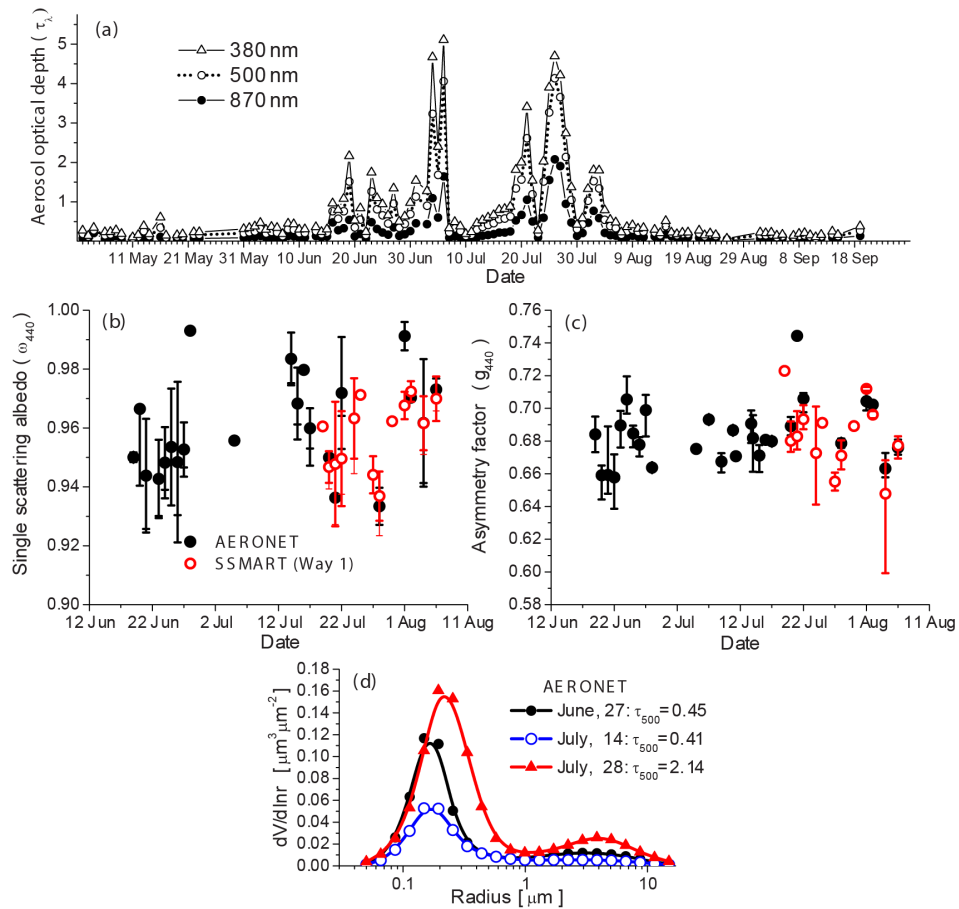 (a)
Aerosol optical depth ( τλ )
380 nm
500 nm
870 nm
5
4
3
2
1
11 May 21 May 31 May 10 Jun 20 Jun 30 Jun 10 Jul 20 Jul 30 Jul 9 Aug 19 Aug 29 Aug 8 Sep 18 Sep
Date
(b)
Single scattering albedo ( ω440 )
1.00
0.98
0.96
0.94
0.92
0.90
AERONET
SSMART (Way 1)
12 Jun 22 Jun 2 Jul 12 Jul 22 Jul 1 Aug 11 Aug
Date
(c)
Asymmetry factor ( g440 )
0.76
0.74
0.72
0.70
0.68
0.66
0.64
0.62
0.60
0.58
12 Jun 22 Jun 2 Jul 12 Jul 22 Jul 1 Aug 11 Aug
Date
(d)
dV/dlnr [ µm³µm⁻² ]
0.18
0.16
0.14
0.12
0.10
0.08
0.06
0.04
0.02
0.00
AERONET
June, 27: τ500=0.45
July, 14: τ500=0.41
July, 28: τ500=2.14
0.1 1 10
Radius [ µm ]